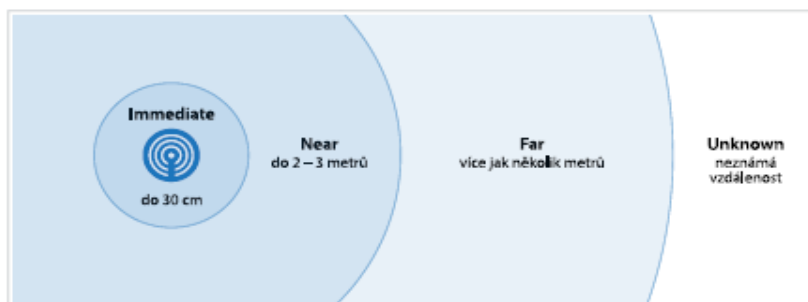 Immediate
do 30 cm
Near
do 2 – 3 metrů
Far
více jak několik metrů
Unknown
neznámá
vzdálenost